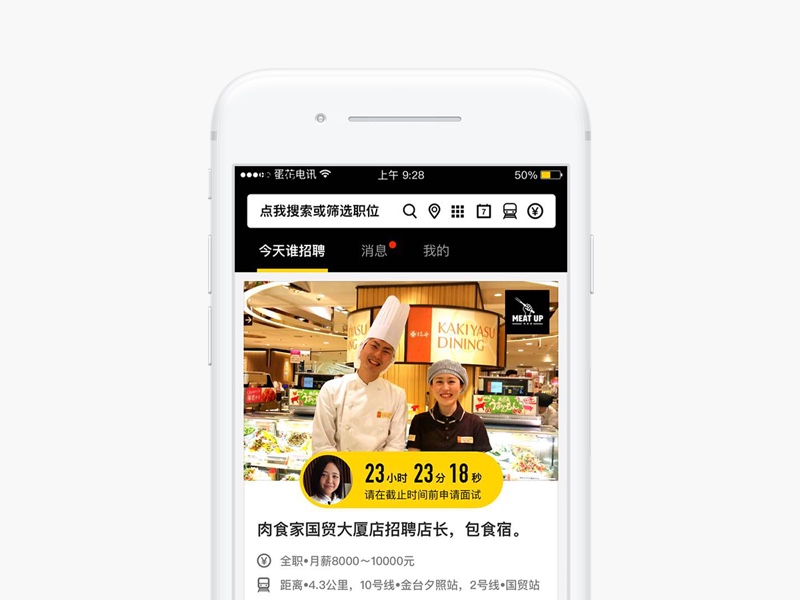 蛋花电讯 上午 9:28 50%
点我搜索或筛选职位 7
今天谁招聘 消息 我的
MEAT UP
KAKIYASU
DINING
23小时 23分 18秒
请在截止时间前申请面试
肉食家国贸大厦店招聘店长，包食宿。
全职•月薪8000～10000元
距离•4.3公里，10号线•金台夕照站，2号线•国贸站